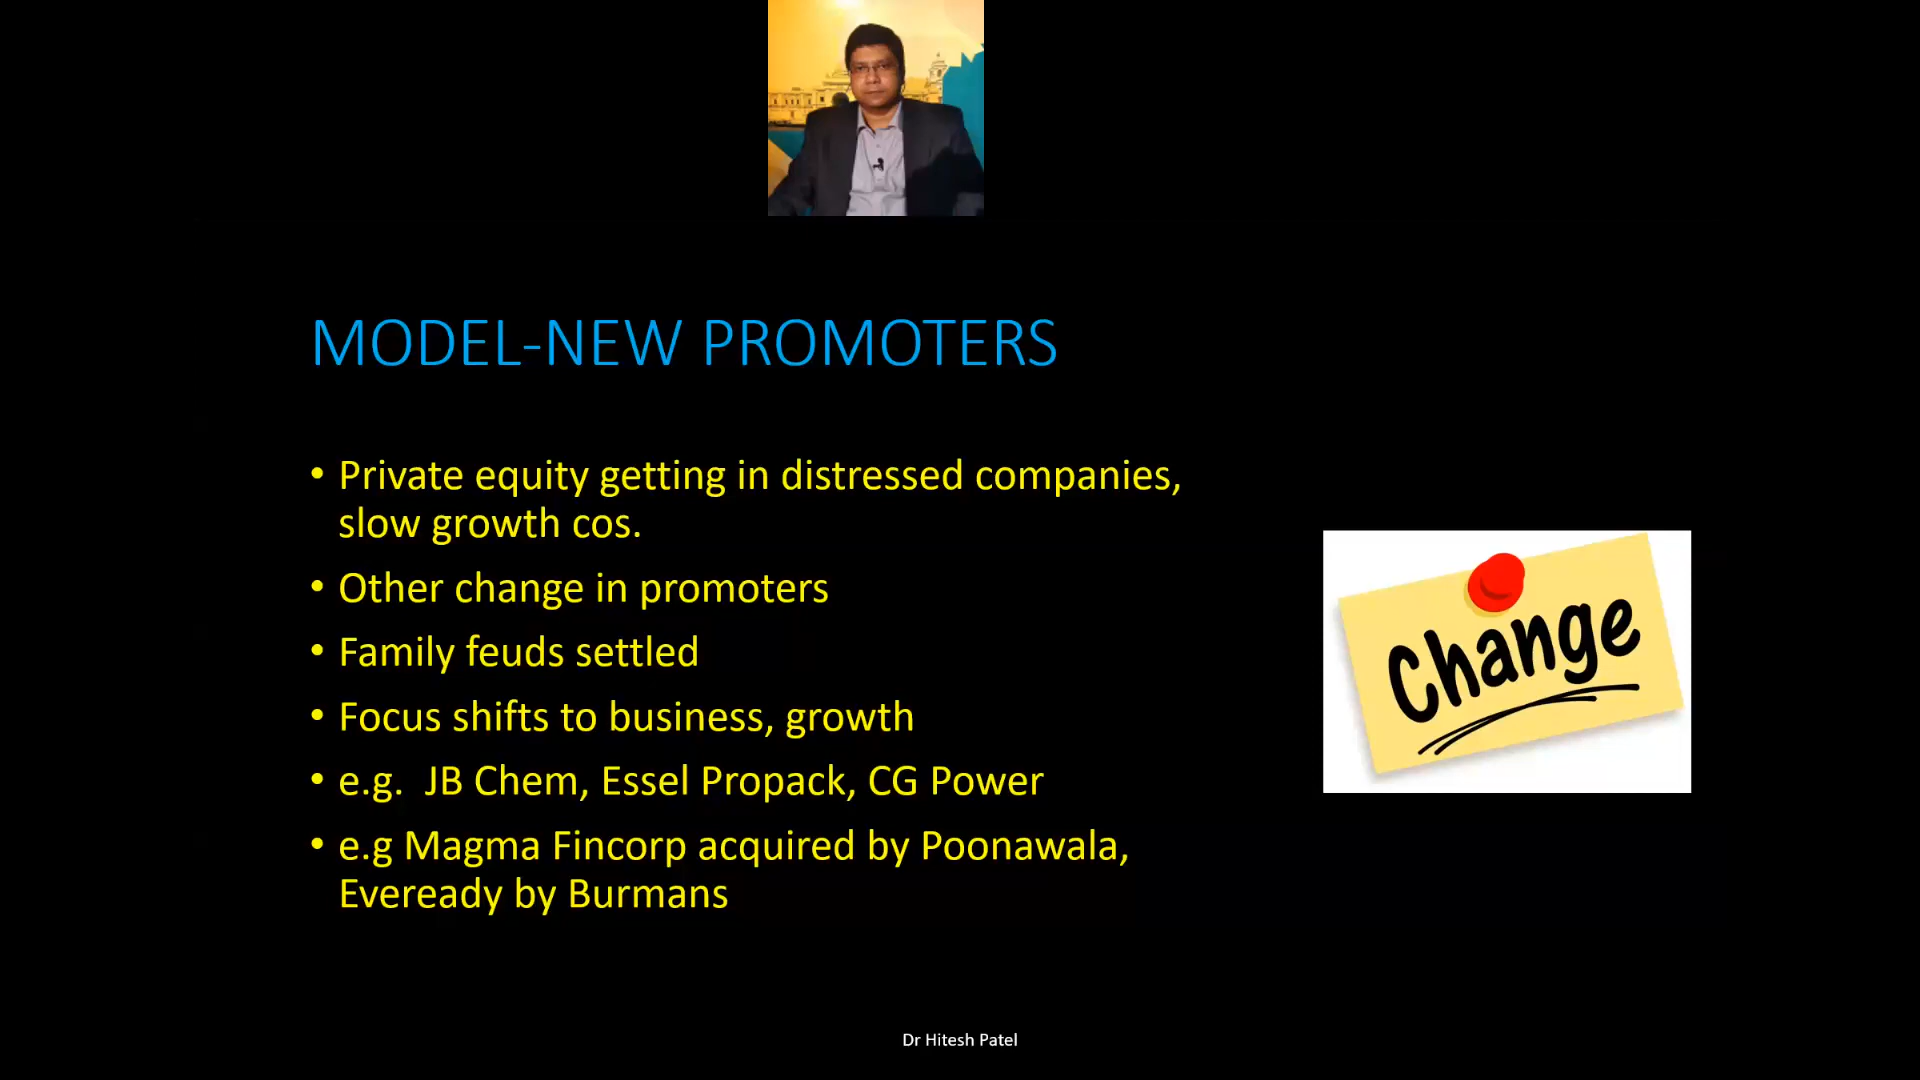 MODEL-NEW PROMOTERS
• Private equity getting in distressed companies,
slow growth cos.
• Other change in promoters
• Family feuds settled
• Focus shifts to business, growth
• e.g.  JB Chem, Essel Propack, CG Power
• e.g Magma Fincorp acquired by Poonawala,
Eveready by Burmans
Change
Dr Hitesh Patel